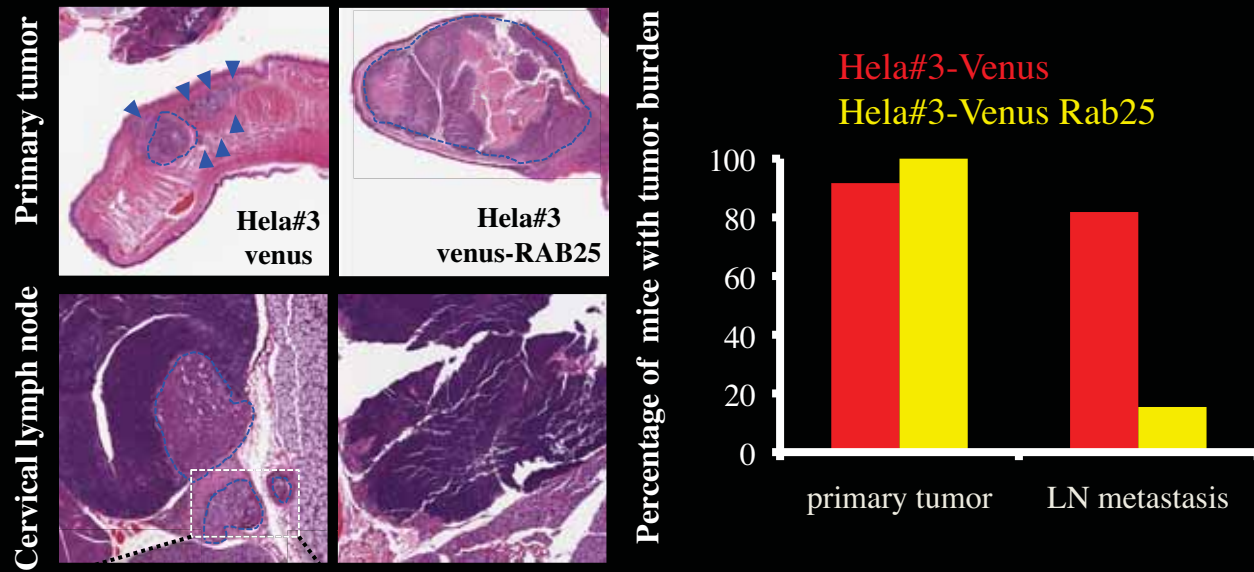 Primary tumor
Hela#3
venus
Hela#3
venus-RAB25
Cervical lymph node
Percentage of mice with tumor burden
Hela#3-Venus
Hela#3-Venus Rab25
100
80
60
40
20
0
primary tumor
LN metastasis